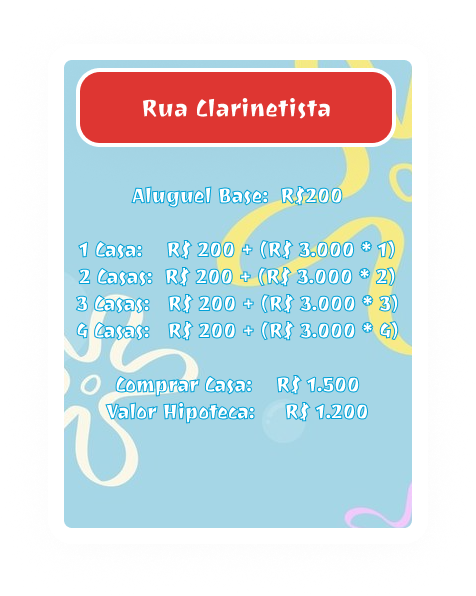 Rua Clarinetista
Aluguel Base: R$200
1 Casa: R$ 200 + (R$ 3.000 * 1)
2 Casas: R$ 200 + (R$ 3.000 * 2)
3 Casas: R$ 200 + (R$ 3.000 * 3)
4 Casas: R$ 200 + (R$ 3.000 * 4)
Comprar Casa: R$ 1.500
Valor Hipoteca: R$ 1.200